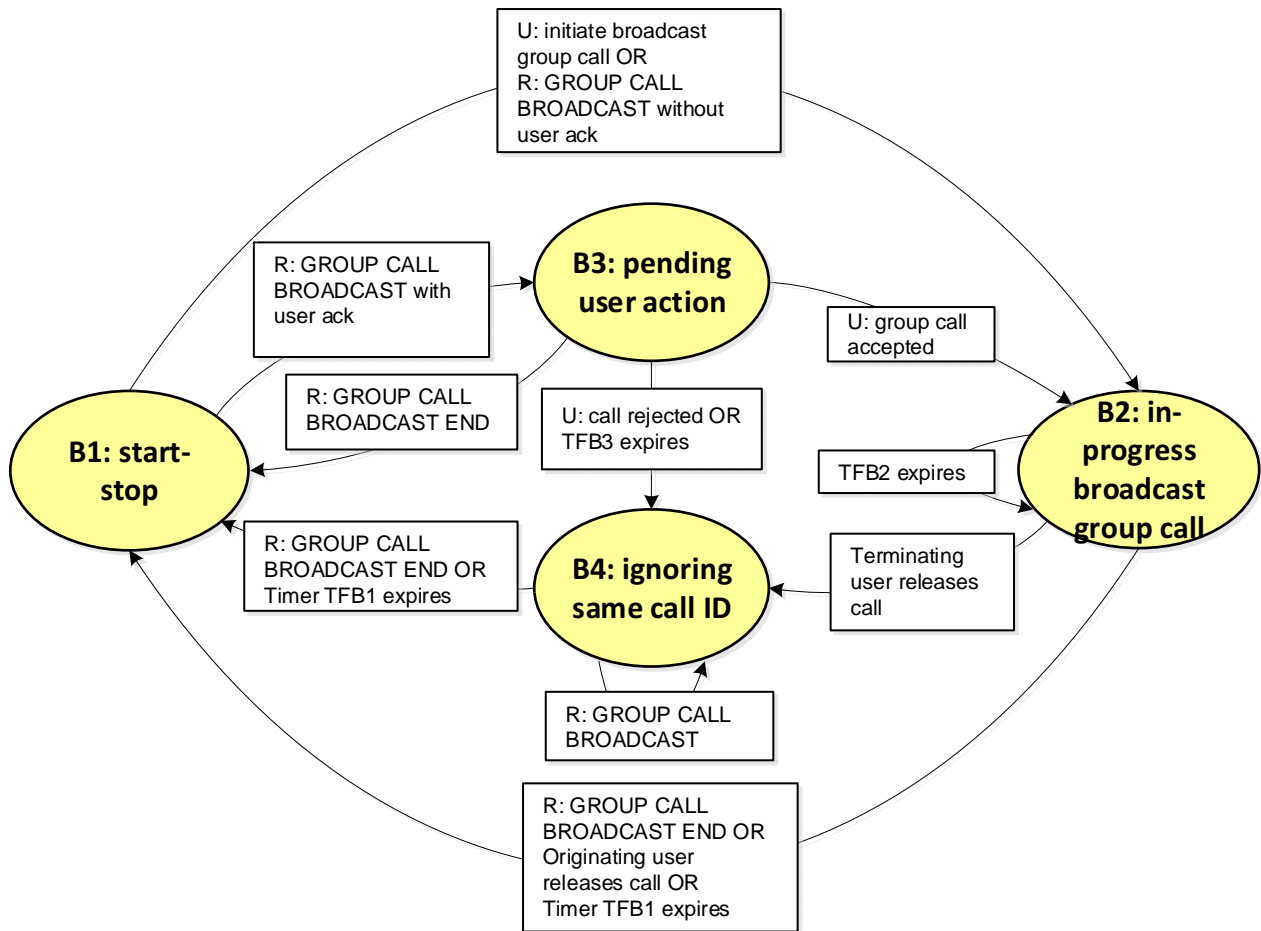 U: initiate broadcast
group call OR
R: GROUP CALL
BROADCAST without
user ack
B3: pending
user action
R: GROUP CALL
BROADCAST with
user ack
U: group call
accepted
R: GROUP CALL
BROADCAST END
U: call rejected OR
TFB3 expires
B1: start-
stop
B2: in-
progress
broadcast
group call
TFB2 expires
R: GROUP CALL
BROADCAST END OR
Timer TFB1 expires
B4: ignoring
same call ID
Terminating
user releases
call
R: GROUP CALL
BROADCAST
R: GROUP CALL
BROADCAST END OR
Originating user
releases call OR
Timer TFB1 expires